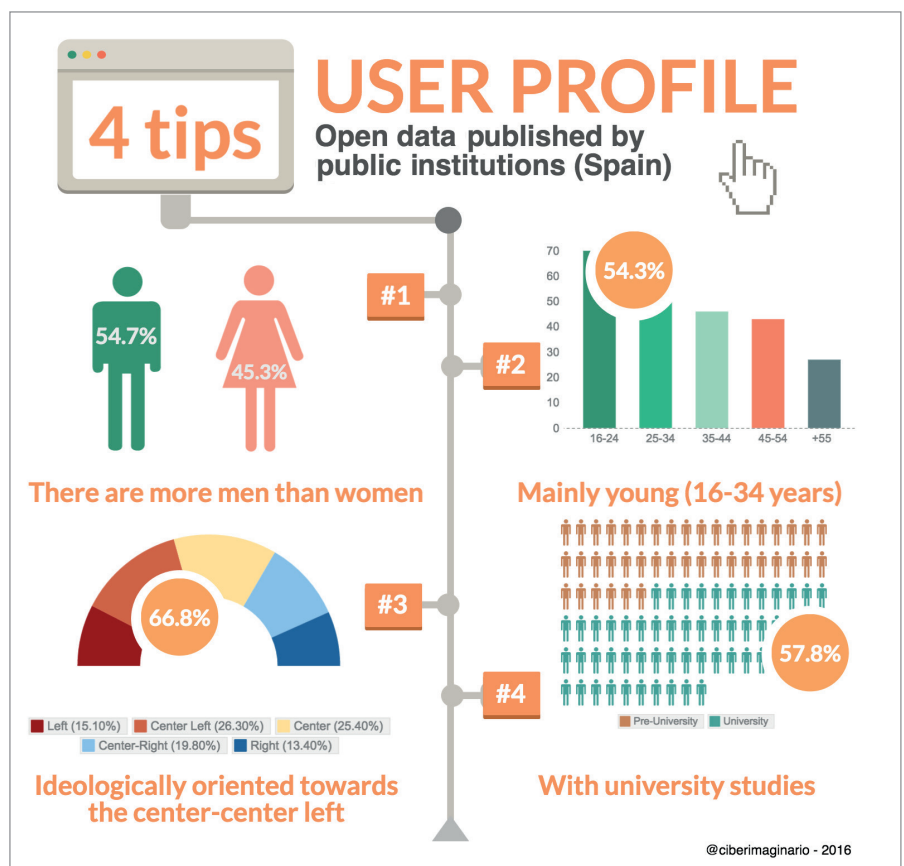 4 tips
USER PROFILE
Open data published by
public institutions (Spain)
#1
54.7%
45.3%
There are more men than women
#2
70
60
50
40
30
20
10
0
54.3%
16-24 25-34 35-44 45-54 +55
Mainly young (16-34 years)
#3
66.8%
Left (15.10%) Center Left (26.30%) Center (25.40%)
Center-Right (19.80%) Right (13.40%)
Ideologically oriented towards
the center-center left
#4
57.8%
Pre-University University
With university studies
@ciberimaginario - 2016